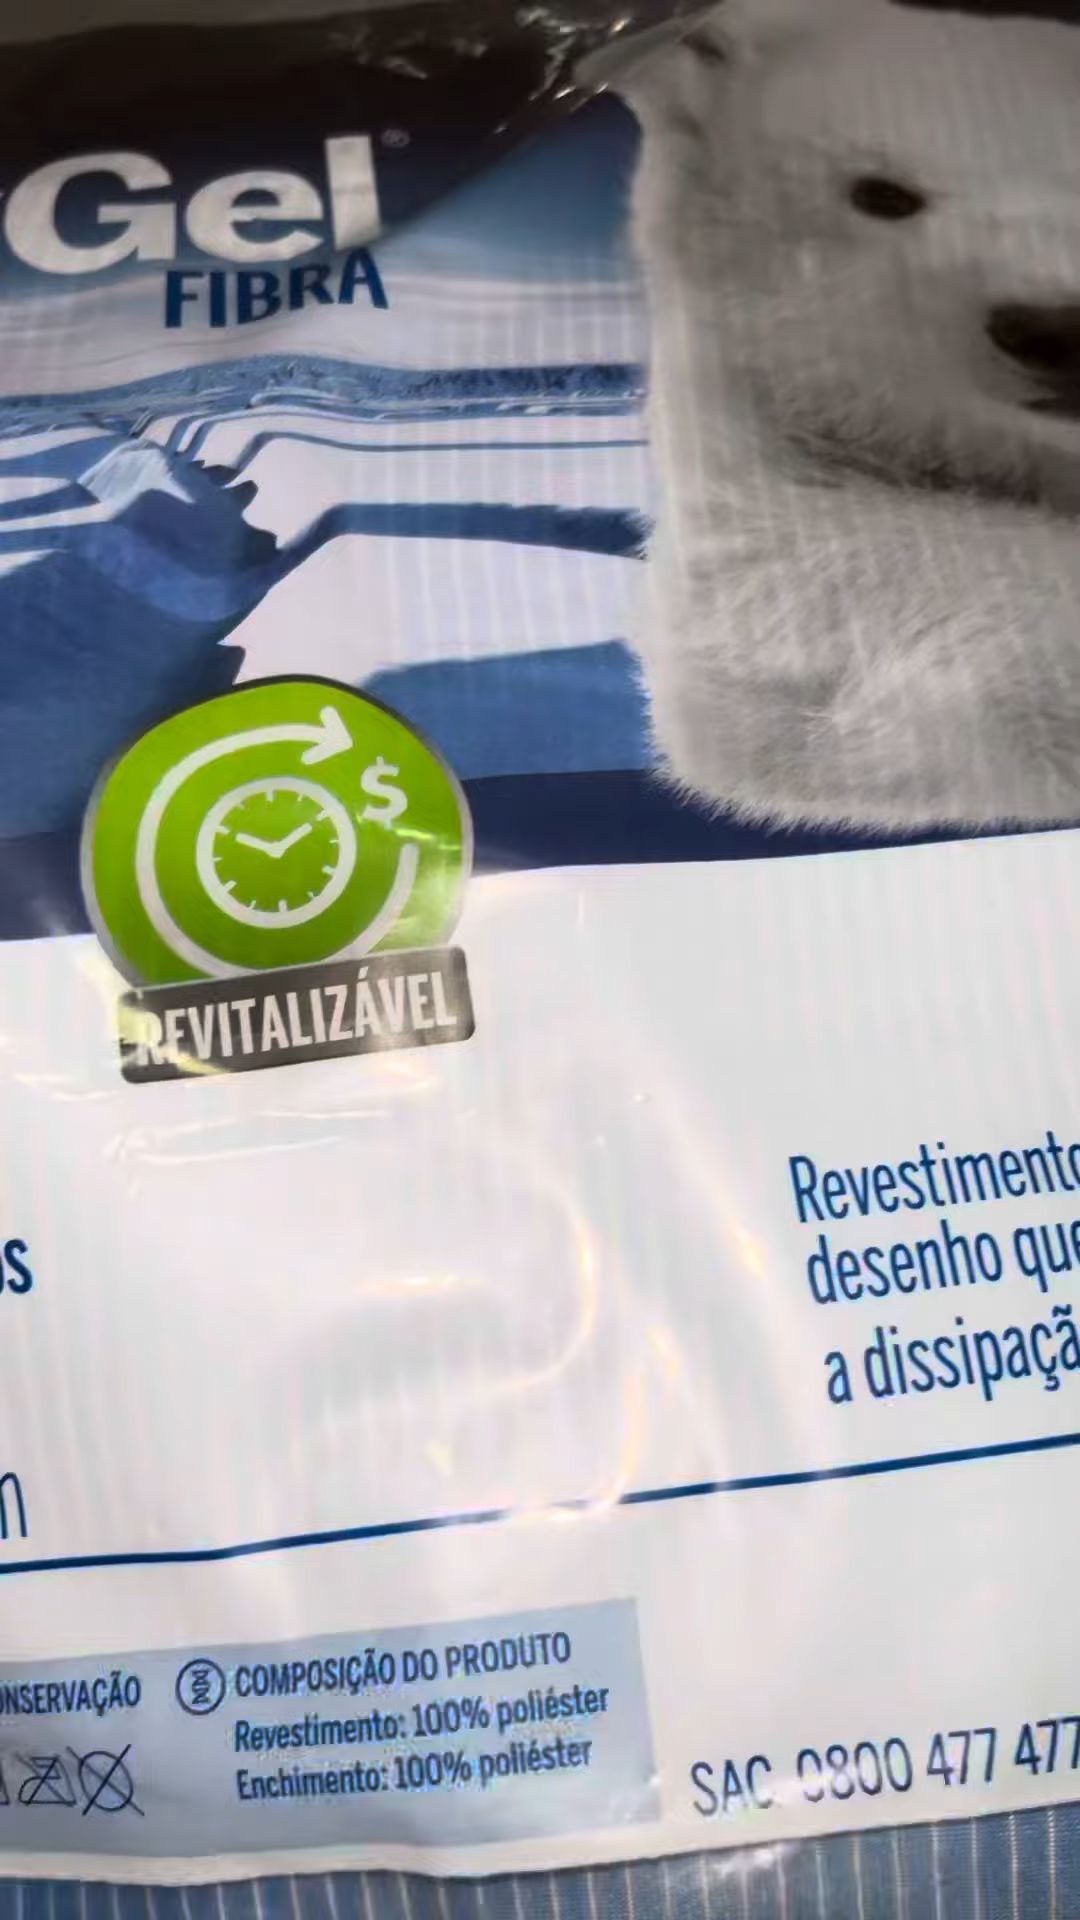 Gel®
FIBRA
$
REVITALIZÁVEL
Revestimento
desenho que
a dissipaçã
COMPOSIÇÃO DO PRODUTO
Revestimento: 100% poliéster
Enchimento: 100% poliéster
SAC 0800 477 477